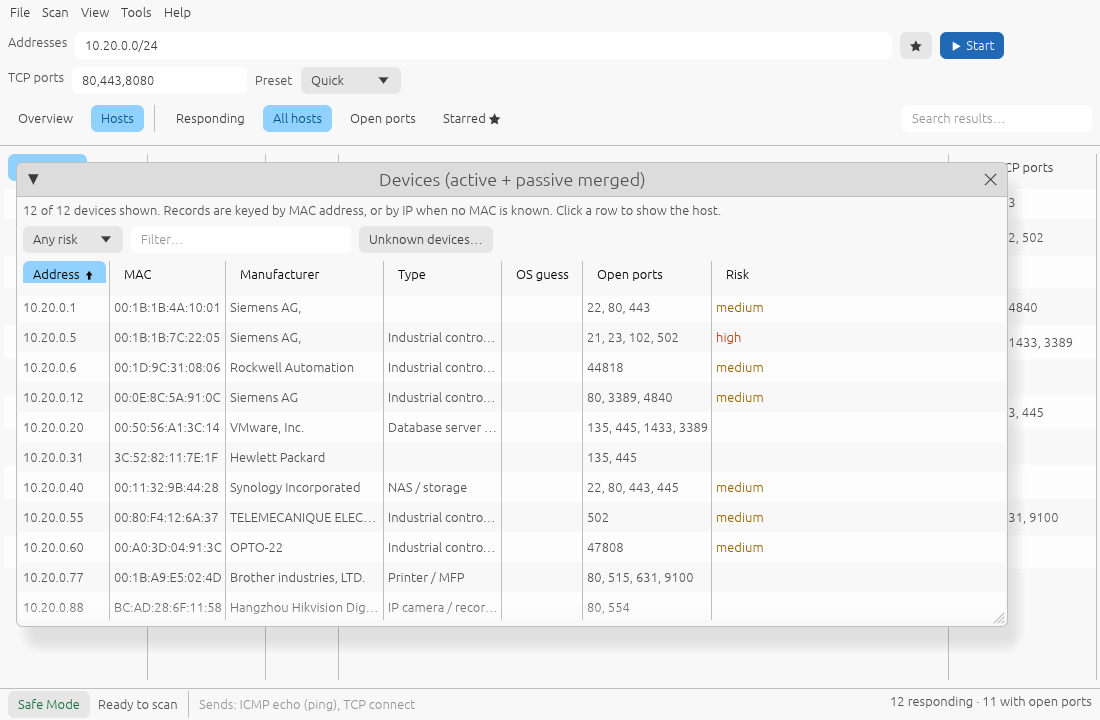 File Scan View Tools Help
Addresses 10.20.0.0/24 ★ ▶ Start
TCP ports 80,443,8080 Preset Quick ▼
Overview Hosts Responding All hosts Open ports Starred ★ Search results…
Devices (active + passive merged)
12 of 12 devices shown. Records are keyed by MAC address, or by IP when no MAC is known. Click a row to show the host.
Any risk ▼ Filter… Unknown devices…
Address ↑ MAC Manufacturer Type OS guess Open ports Risk
10.20.0.1 00:1B:1B:4A:10:01 Siemens AG, 22, 80, 443 medium
10.20.0.5 00:1B:1B:7C:22:05 Siemens AG, Industrial contro… 21, 23, 102, 502 high
10.20.0.6 00:1D:9C:31:08:06 Rockwell Automation Industrial contro… 44818 medium
10.20.0.12 00:0E:8C:5A:91:0C Siemens AG Industrial contro… 80, 3389, 4840 medium
10.20.0.20 00:50:56:A1:3C:14 VMware, Inc. Database server … 135, 445, 1433, 3389
10.20.0.31 3C:52:82:11:7E:1F Hewlett Packard 135, 445
10.20.0.40 00:11:32:9B:44:28 Synology Incorporated NAS / storage 22, 80, 443, 445 medium
10.20.0.55 00:80:F4:12:6A:37 TELEMECANIQUE ELEC… Industrial contro… 502 medium
10.20.0.60 00:A0:3D:04:91:3C OPTO-22 Industrial contro… 47808 medium
10.20.0.77 00:1B:A9:E5:02:4D Brother industries, LTD. Printer / MFP 80, 515, 631, 9100
10.20.0.88 BC:AD:28:6F:11:58 Hangzhou Hikvision Dig… IP camera / recor… 80, 554
CP ports
3
2, 502
4840
1433, 3389
3, 445
31, 9100
Safe Mode Ready to scan Sends: ICMP echo (ping), TCP connect 12 responding · 11 with open ports